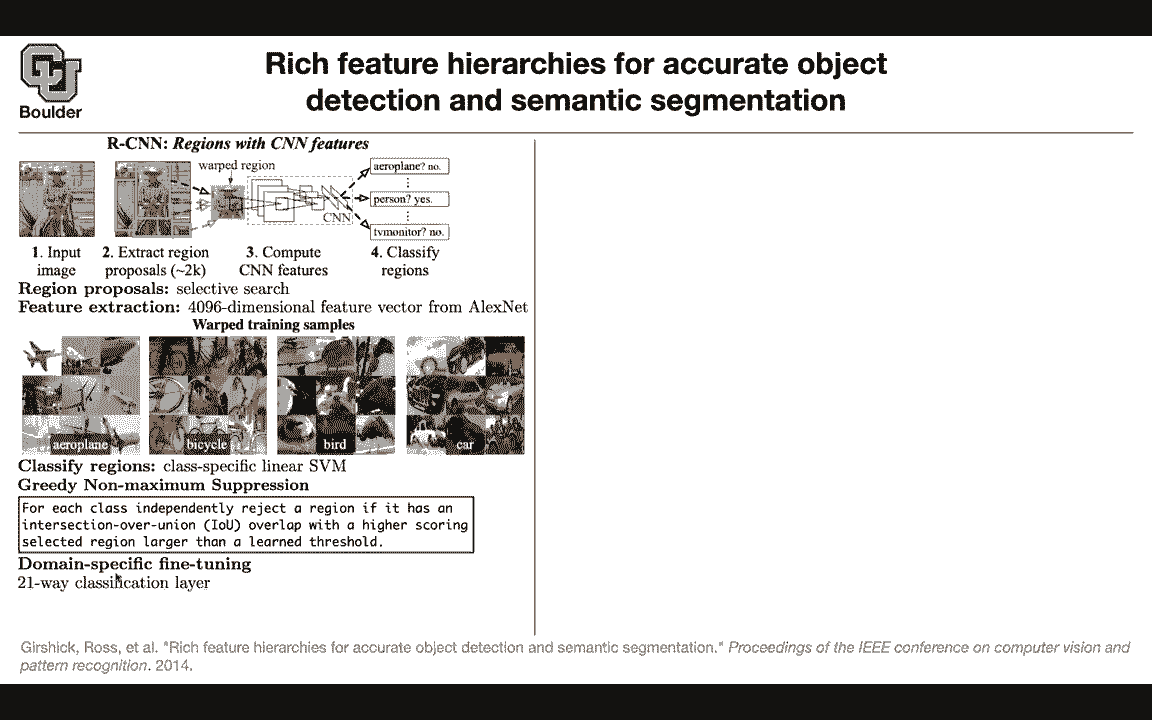 Boulder
Rich feature hierarchies for accurate object
detection and semantic segmentation
R-CNN: Regions with CNN features
warped region
aeroplane? no.
person? yes.
tvmonitor? no.
CNN
1. Input
image
2. Extract region
proposals (~2k)
3. Compute
CNN features
4. Classify
regions
Region proposals: selective search
Feature extraction: 4096-dimensional feature vector from AlexNet
Warped training samples
aeroplane
bicycle
bird
car
Classify regions: class-specific linear SVM
Greedy Non-maximum Suppression
For each class independently reject a region if it has an
intersection-over-union (IoU) overlap with a higher scoring
selected region larger than a learned threshold.
Domain-specific fine-tuning
21-way classification layer
Girshick, Ross, et al. "Rich feature hierarchies for accurate object detection and semantic segmentation." Proceedings of the IEEE conference on computer vision and
pattern recognition. 2014.